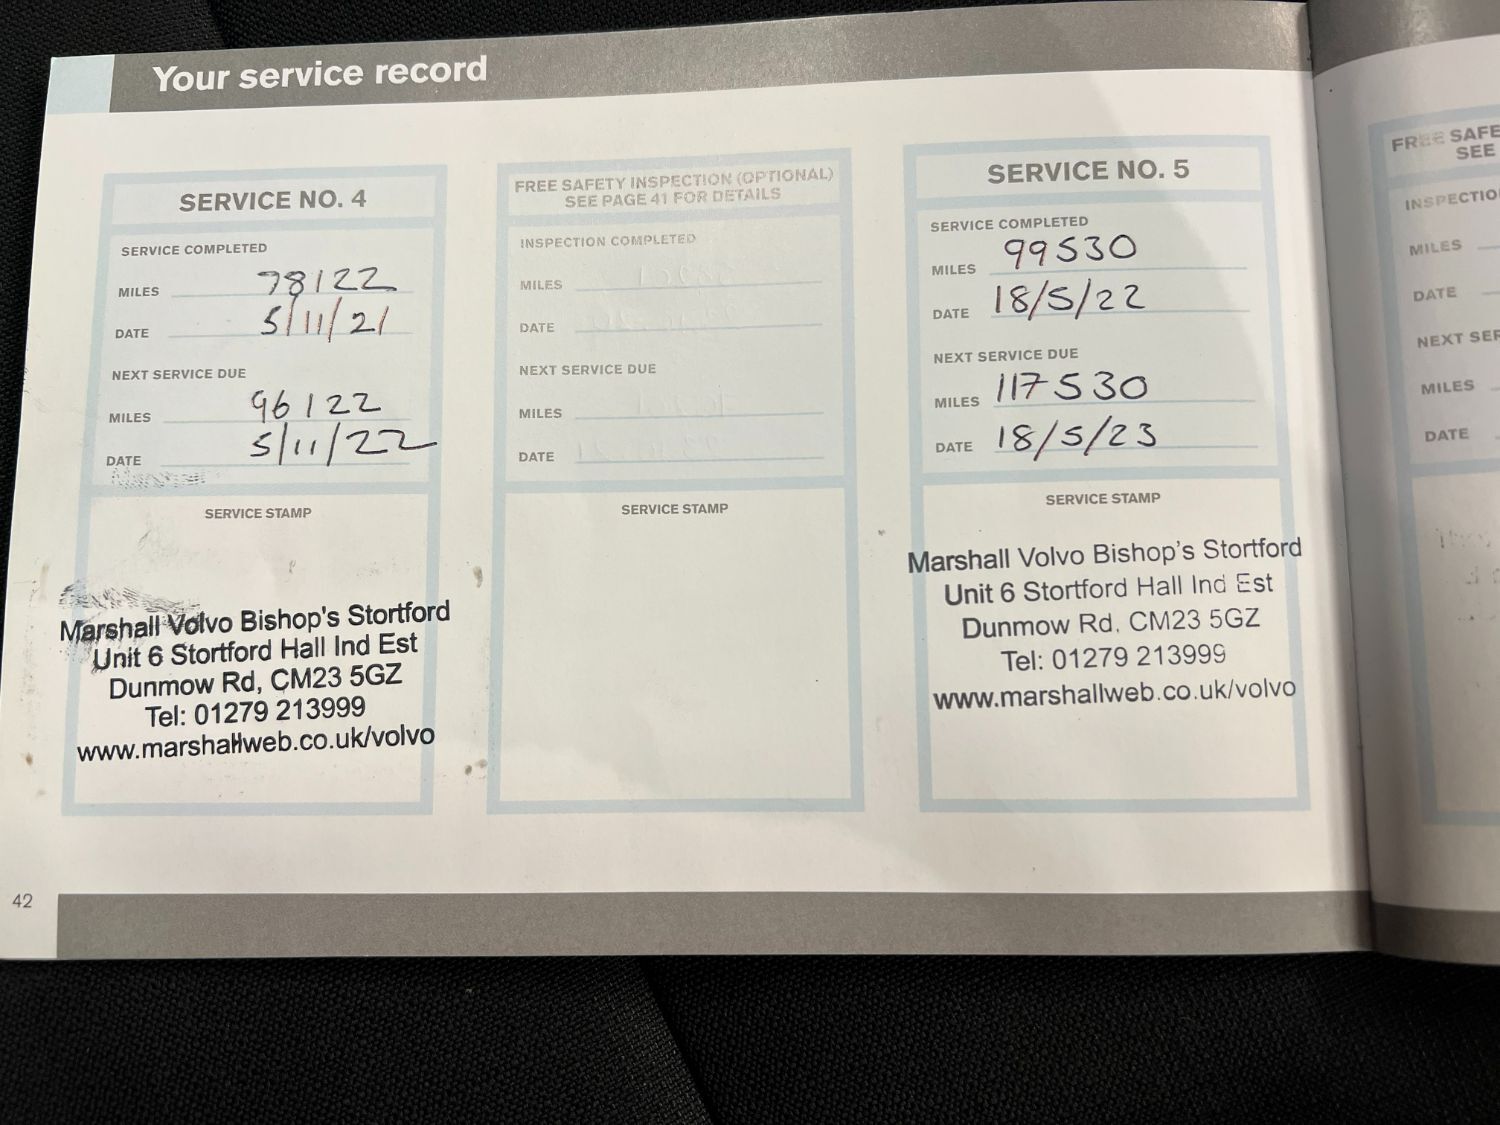 Your service record
SERVICE NO. 4
SERVICE COMPLETED
MILES 78122
DATE 5/11/21
NEXT SERVICE DUE
MILES 96122
DATE 5/11/22
SERVICE STAMP
Marshall Volvo Bishop's Stortford
Unit 6 Stortford Hall Ind Est
Dunmow Rd, CM23 5GZ
Tel: 01279 213999
www.marshallweb.co.uk/volvo
FREE SAFETY INSPECTION (OPTIONAL)
SEE PAGE 41 FOR DETAILS
INSPECTION COMPLETED
MILES
DATE
NEXT SERVICE DUE
MILES
DATE
SERVICE STAMP
SERVICE NO. 5
SERVICE COMPLETED
MILES 99530
DATE 18/5/22
NEXT SERVICE DUE
MILES 117530
DATE 18/5/23
SERVICE STAMP
Marshall Volvo Bishop's Stortford
Unit 6 Stortford Hall Ind Est
Dunmow Rd, CM23 5GZ
Tel: 01279 213999
www.marshallweb.co.uk/volvo
42
FREE SAFE
SEE
INSPECTIO
MILES
DATE
NEXT SER
MILES
DATE